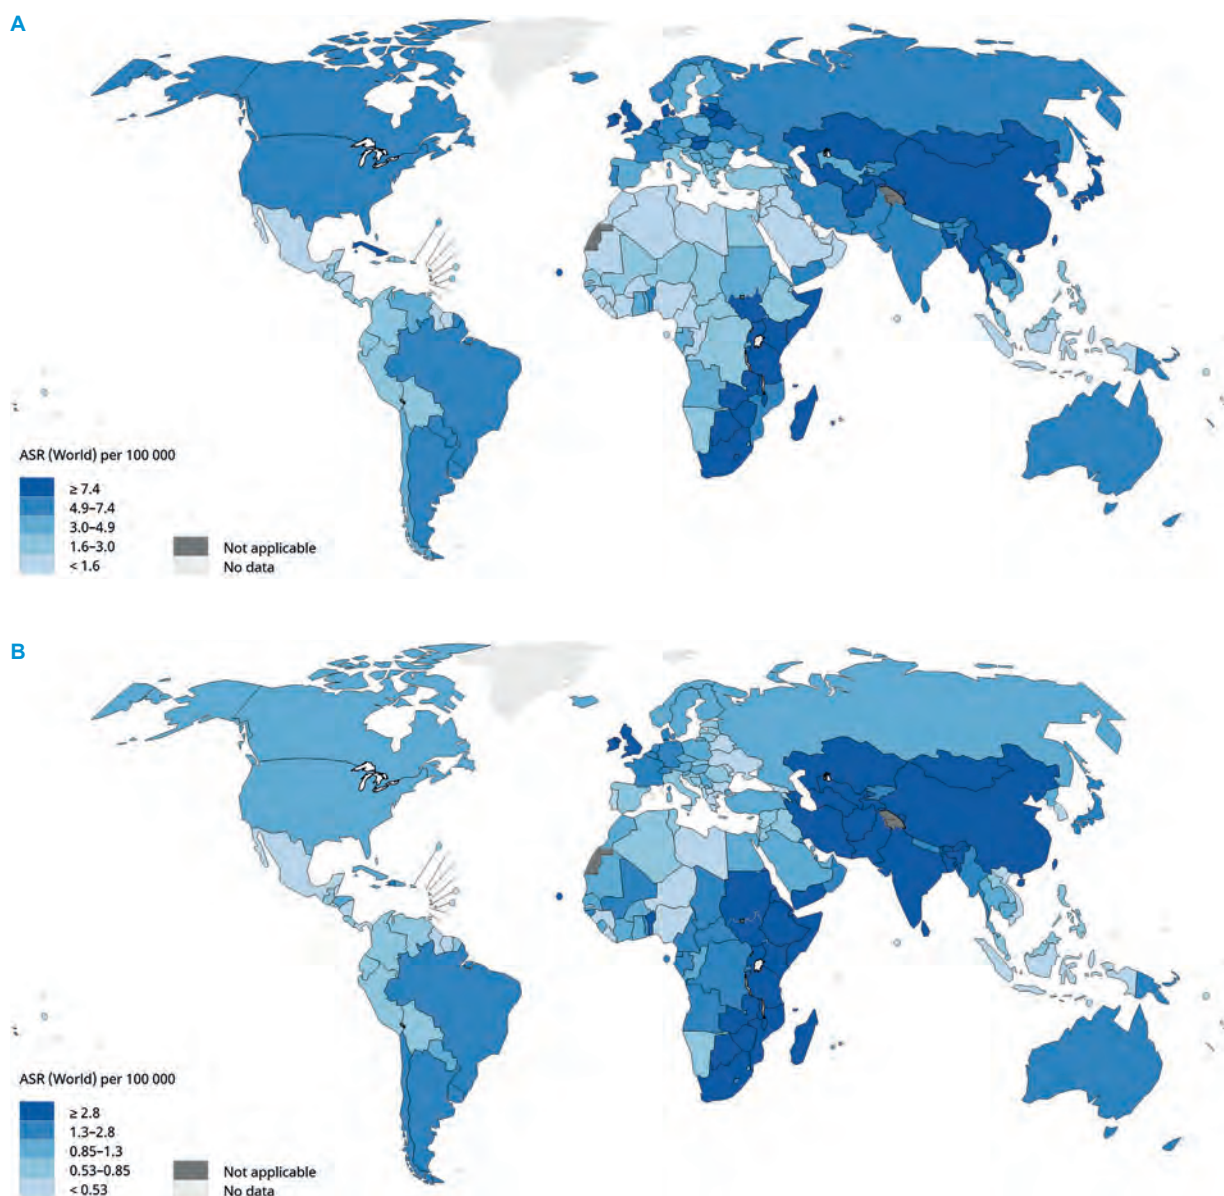 A
ASR (World) per 100 000
≥ 7.4
4.9–7.4
3.0–4.9
1.6–3.0
< 1.6
Not applicable
No data
B
ASR (World) per 100 000
≥ 2.8
1.3–2.8
0.85–1.3
0.53–0.85
< 0.53
Not applicable
No data